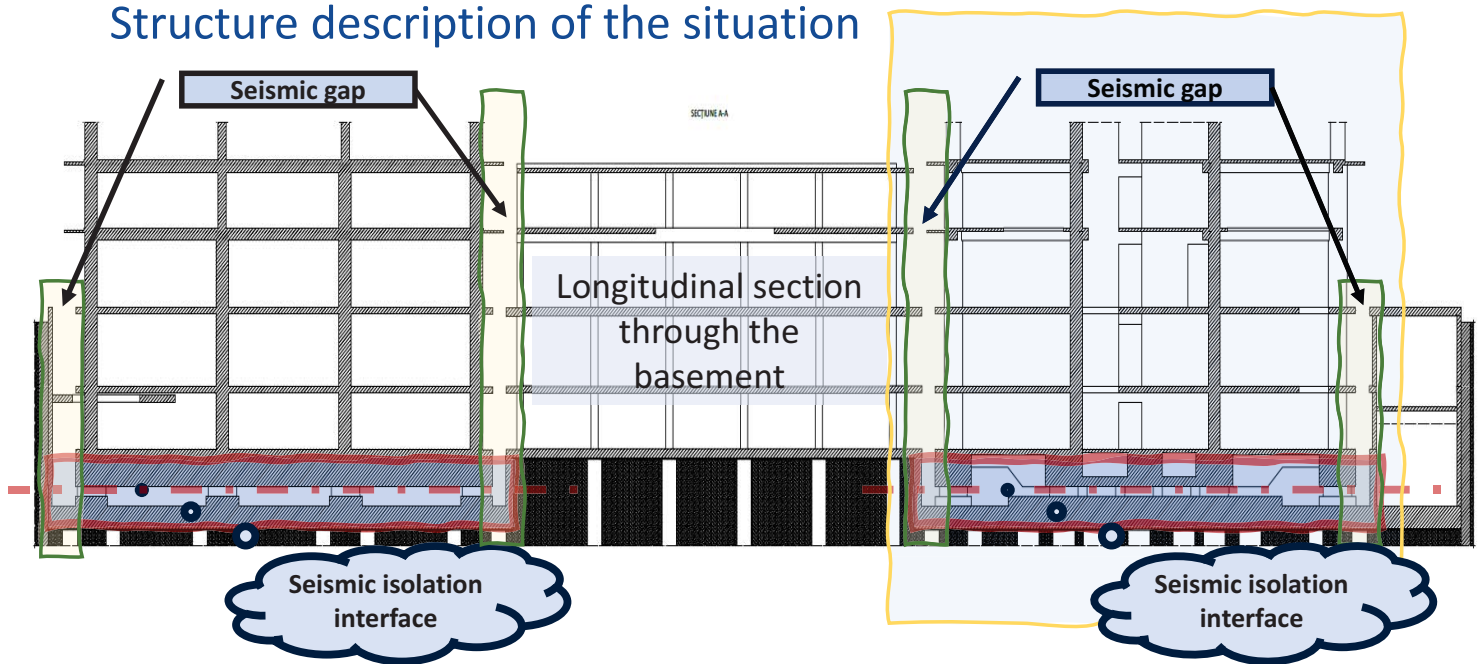 Structure description of the situation
Seismic gap
SECȚIUNE A-A
Seismic gap
Longitudinal section
through the
basement
Seismic isolation
interface
Seismic isolation
interface